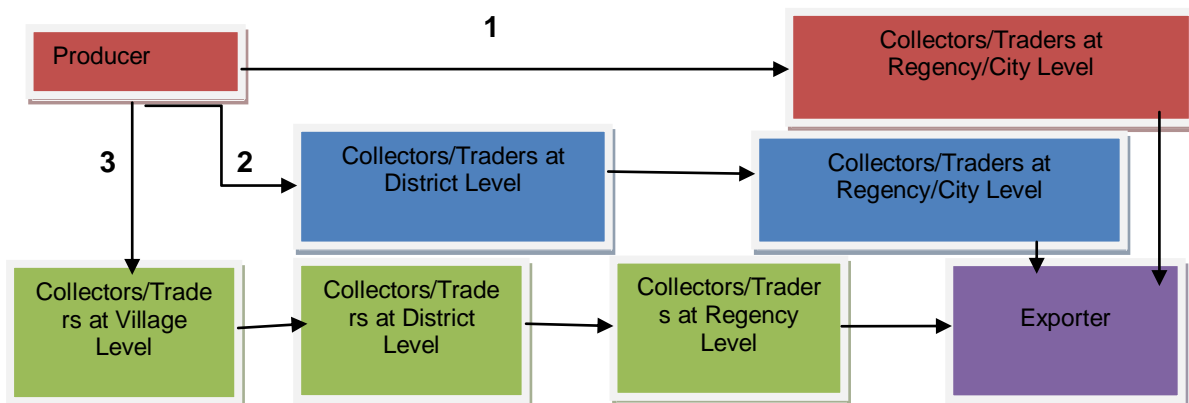 1
Producer
Collectors/Traders at
Regency/City Level
3
2
Collectors/Traders at
District Level
Collectors/Traders at
Regency/City Level
Collectors/Trade
rs at Village
Level
Collectors/Trade
rs at District
Level
Collectors/Trader
s at Regency
Level
Exporter